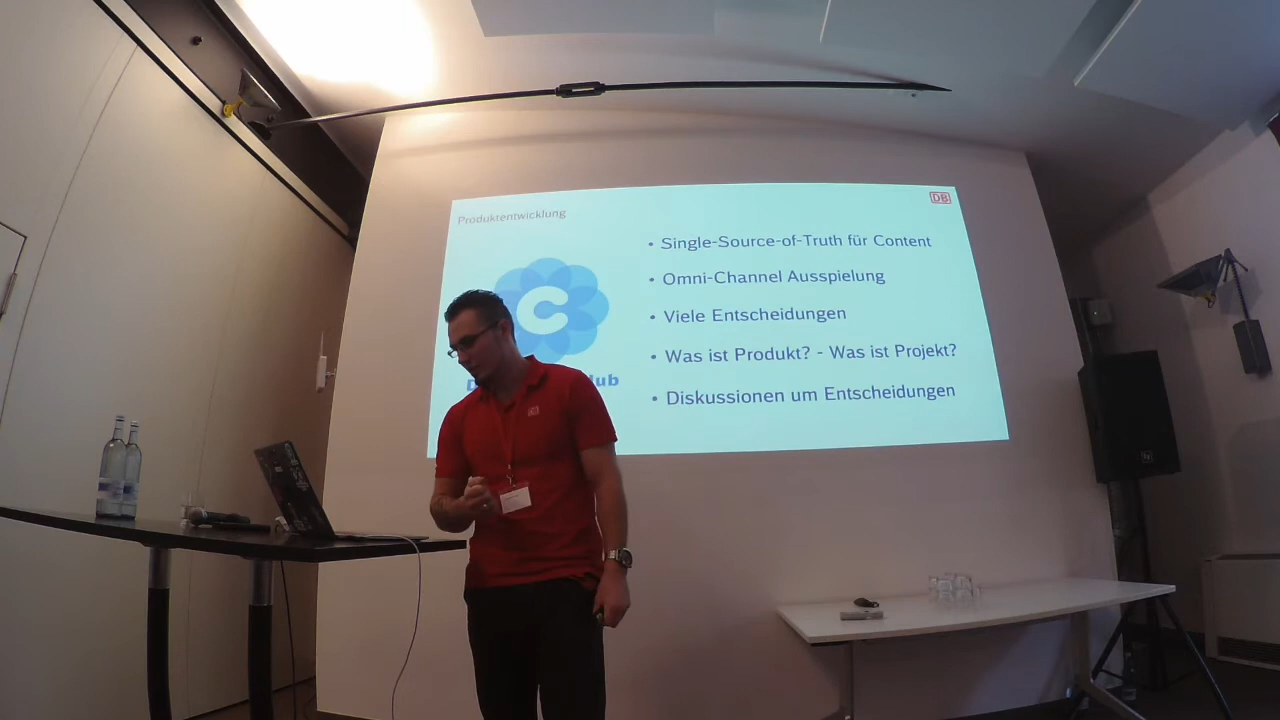 Produktentwicklung
DB
• Single-Source-of-Truth für Content
• Omni-Channel Ausspielung
• Viele Entscheidungen
• Was ist Produkt? - Was ist Projekt?
• Diskussionen um Entscheidungen
C
DB